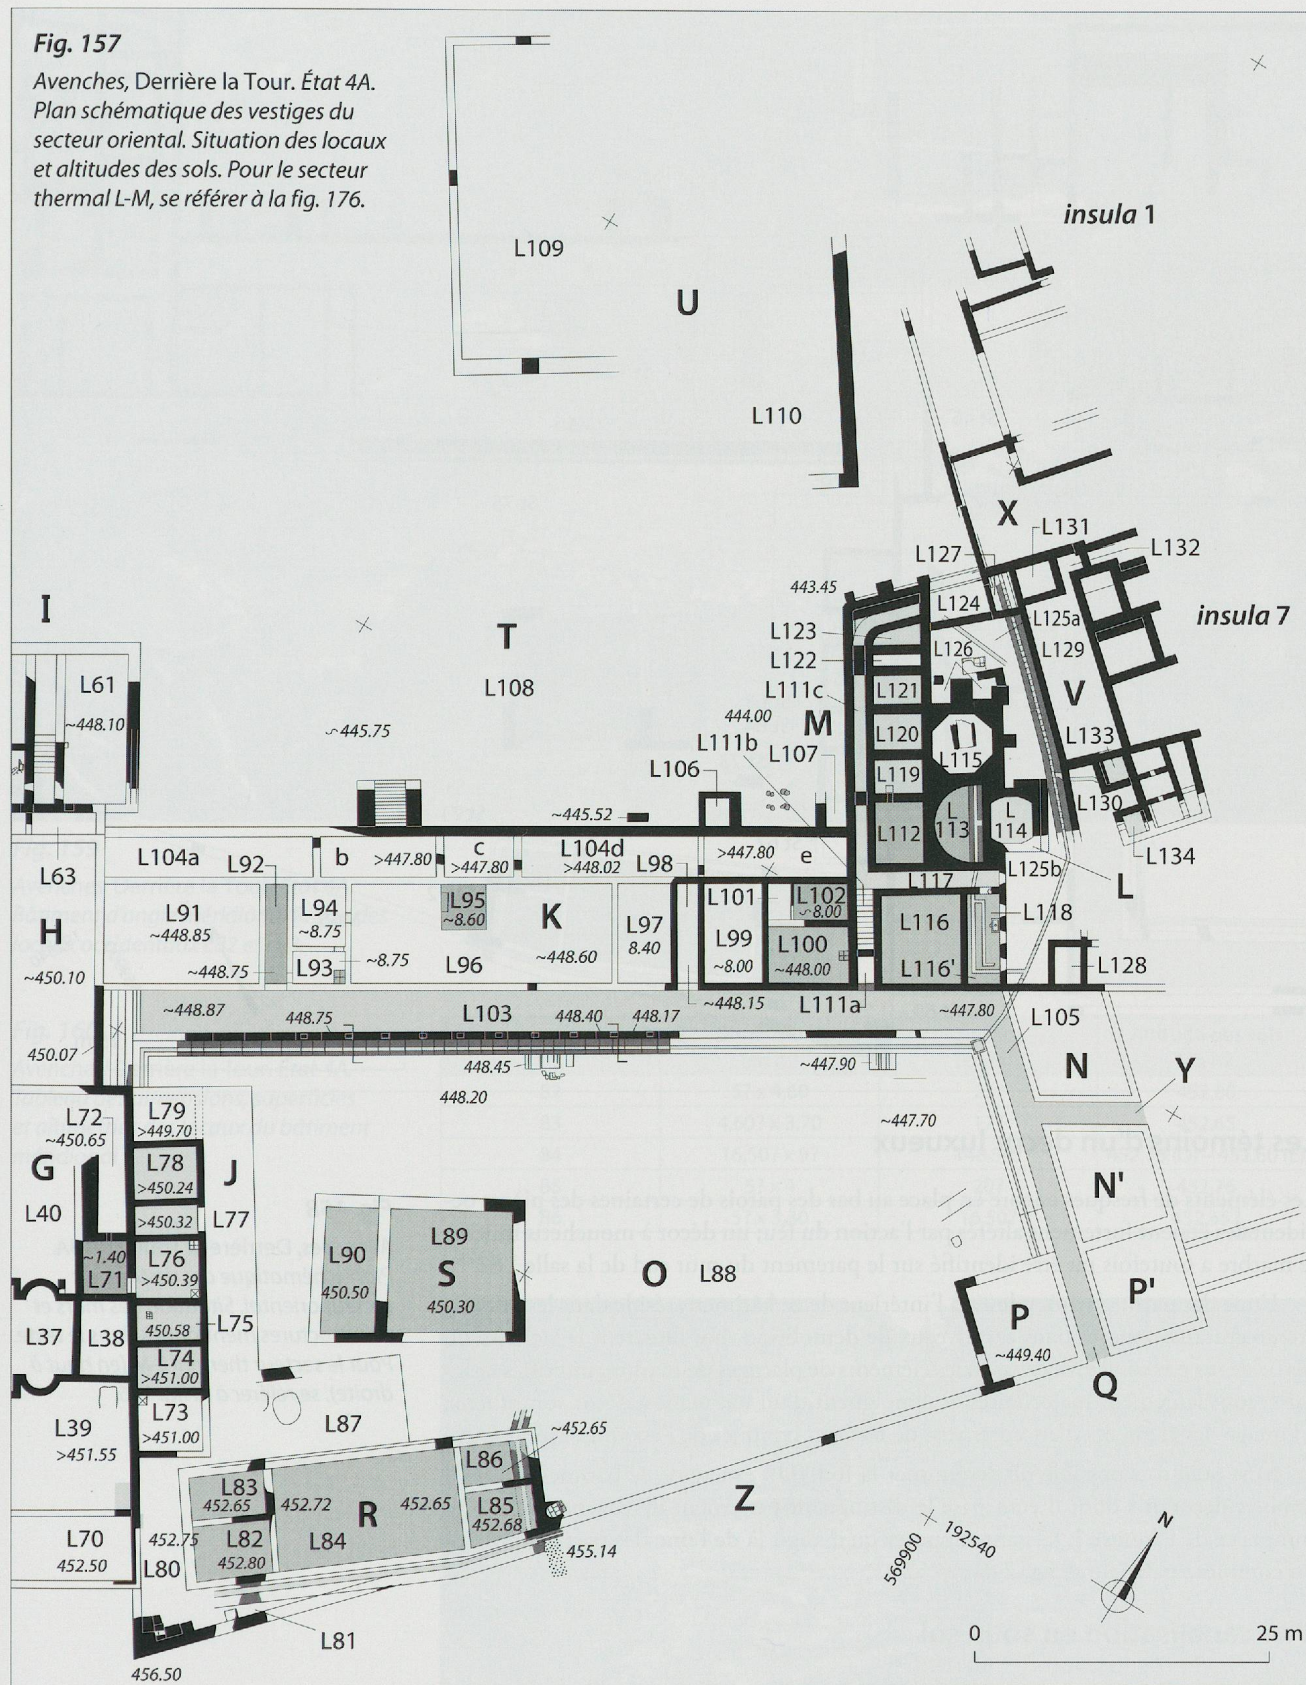 Fig. 157
Avenches, Derrière la Tour. État 4A.
Plan schématique des vestiges du
secteur oriental. Situation des locaux
et altitudes des sols. Pour le secteur
thermal L-M, se référer à la fig. 176.
insula 1
L109
U
L110
X
L131
L127
L132
443.45
I
L124
insula 7
T
L123
L125a
L122
L126
L129
L61
L108
L111c
L121
V
~448.10
444.00
M
~445.75
L111b
L120
L133
L107
L115
L106
L119
L130
~445.52
L112
L113
L114
L134
L104a
L92
b
>447.80
c
>447.80
L104d
>448.02
L98
>447.80
e
L125b
L63
L117
L
L91
~448.85
L94
~8.75
L95
~8.60
K
L97
8.40
L101
L102
~8.00
L116
L118
H
L99
~8.00
L100
~448.00
~448.75
L93
~8.75
L96
~448.60
L116'
L128
~450.10
~448.87
L103
~448.15
L111a
~447.80
L105
448.75
448.40
448.17
450.07
448.45
~447.90
N
Y
448.20
~447.70
L72
~450.65
L79
>449.70
G
L78
>450.24
J
N'
L40
>450.32
L77
L89
~1.40
L71
L76
>450.39
L90
450.50
S
450.30
O
L88
P'
L37
L38
450.58
L75
P
~449.40
L74
>451.00
Q
L73
>451.00
L39
>451.55
L87
~452.65
L86
L83
452.65
452.72
R
452.65
L85
452.68
Z
L70
452.50
452.75
L80
L82
452.80
L84
455.14
569900
192540
N
L81
0
25 m
456.50